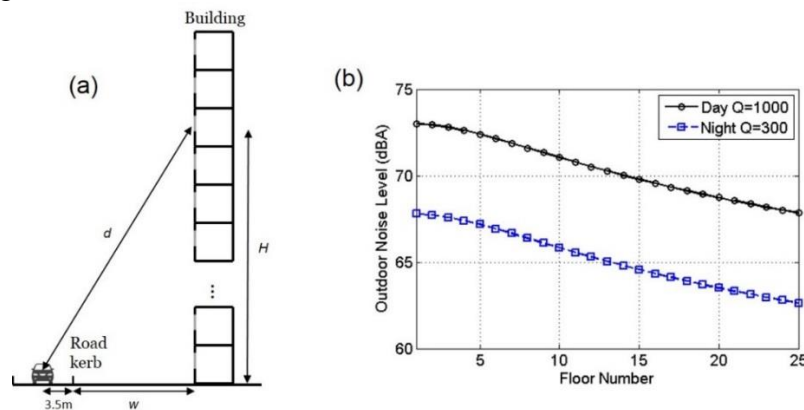 Building
(a)
d
H
⋮
Road
kerb
3.5m
w
(b)
Outdoor Noise Level (dBA)
75
70
65
60
Day Q=1000
Night Q=300
5
10
15
20
25
Floor Number